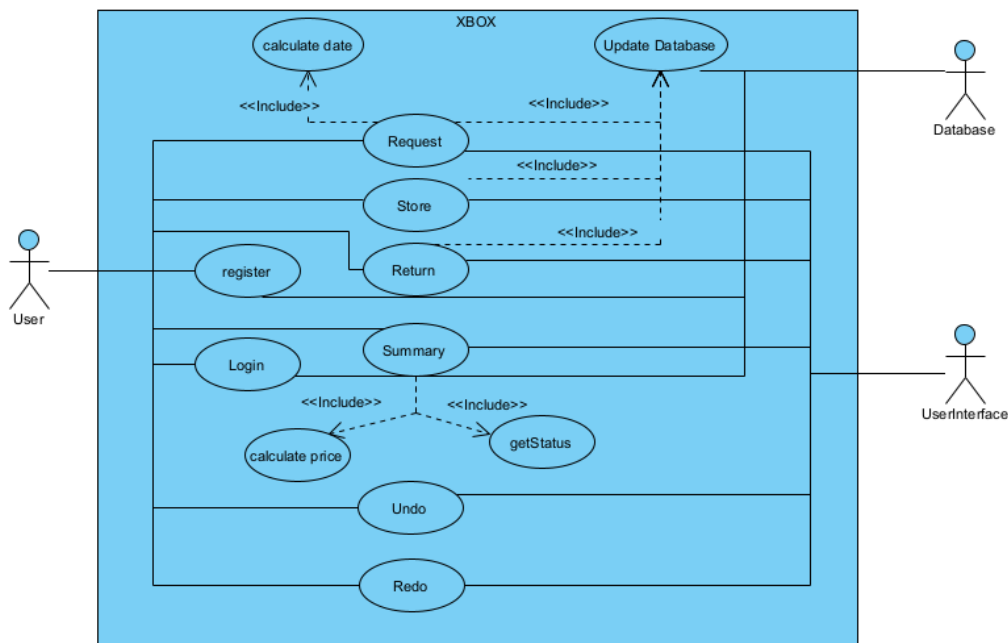 XBOX
calculate date
Update Database
<<Include>>
<<Include>>
Database
Request
<<Include>>
Store
<<Include>>
User
register
Return
Summary
Login
UserInterface
<<Include>>
<<Include>>
calculate price
getStatus
Undo
Redo